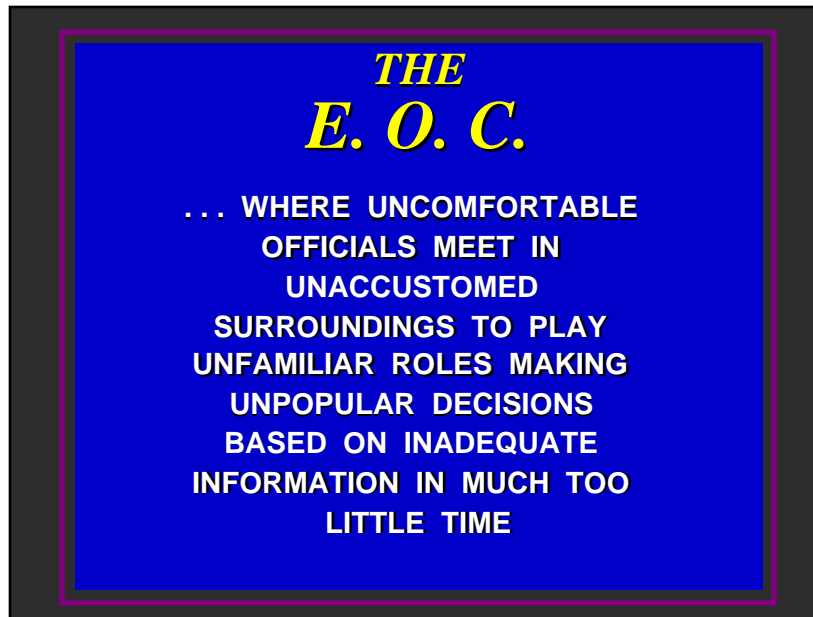 THE
E. O. C.
. . . WHERE UNCOMFORTABLE
OFFICIALS MEET IN
UNACCUSTOMED
SURROUNDINGS TO PLAY
UNFAMILIAR ROLES MAKING
UNPOPULAR DECISIONS
BASED ON INADEQUATE
INFORMATION IN MUCH TOO
LITTLE TIME